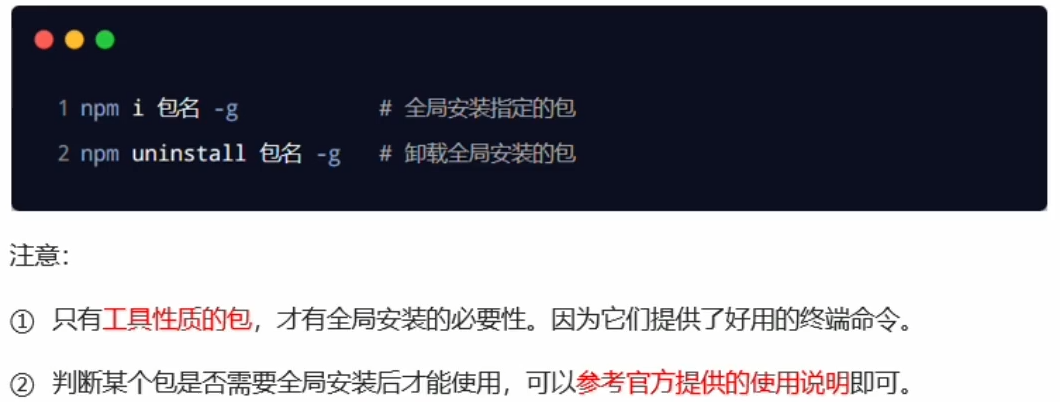 1 npm i 包名 -g # 全局安装指定的包
2 npm uninstall 包名 -g # 卸载全局安装的包
注意：
① 只有工具性质的包，才有全局安装的必要性。因为它们提供了好用的终端命令。
② 判断某个包是否需要全局安装后才能使用，可以参考官方提供的使用说明即可。